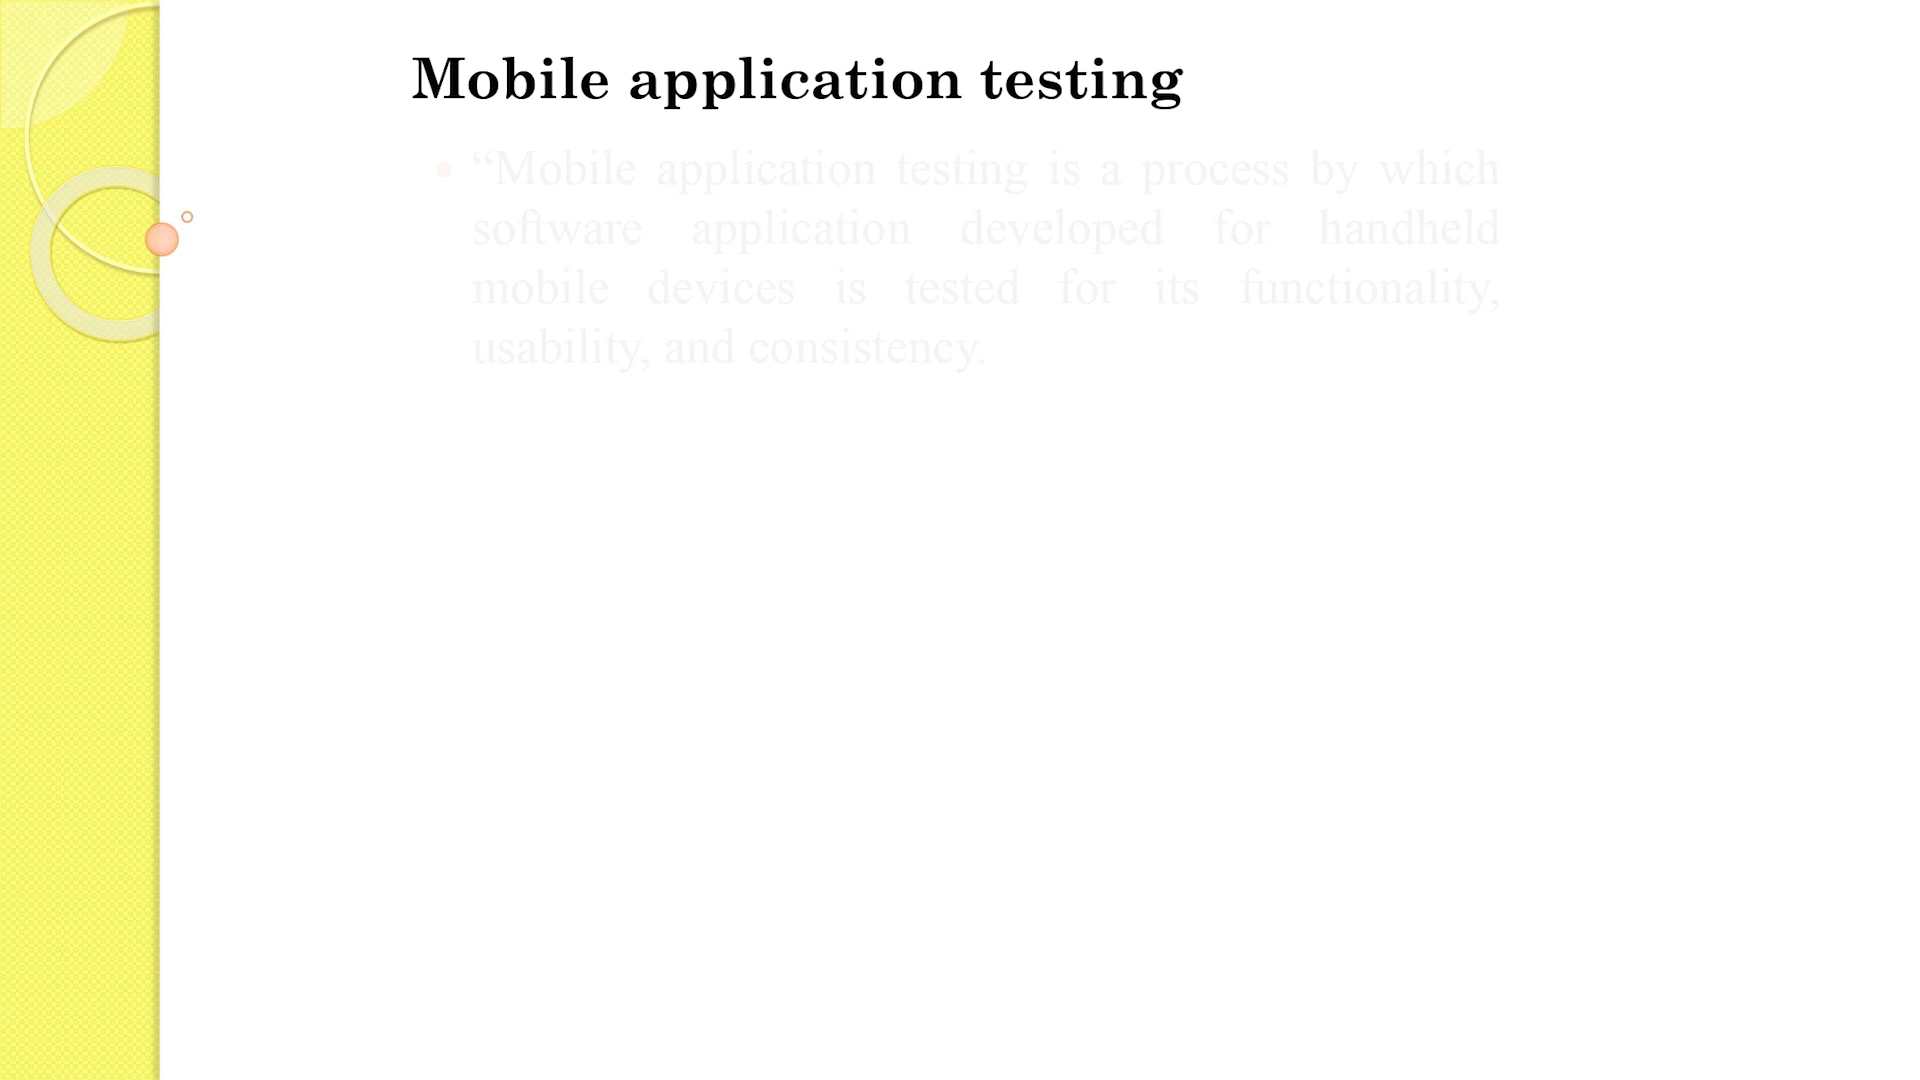 Mobile application testing
• “Mobile application testing is a process by which
software application developed for handheld
mobile devices is tested for its functionality,
usability, and consistency.